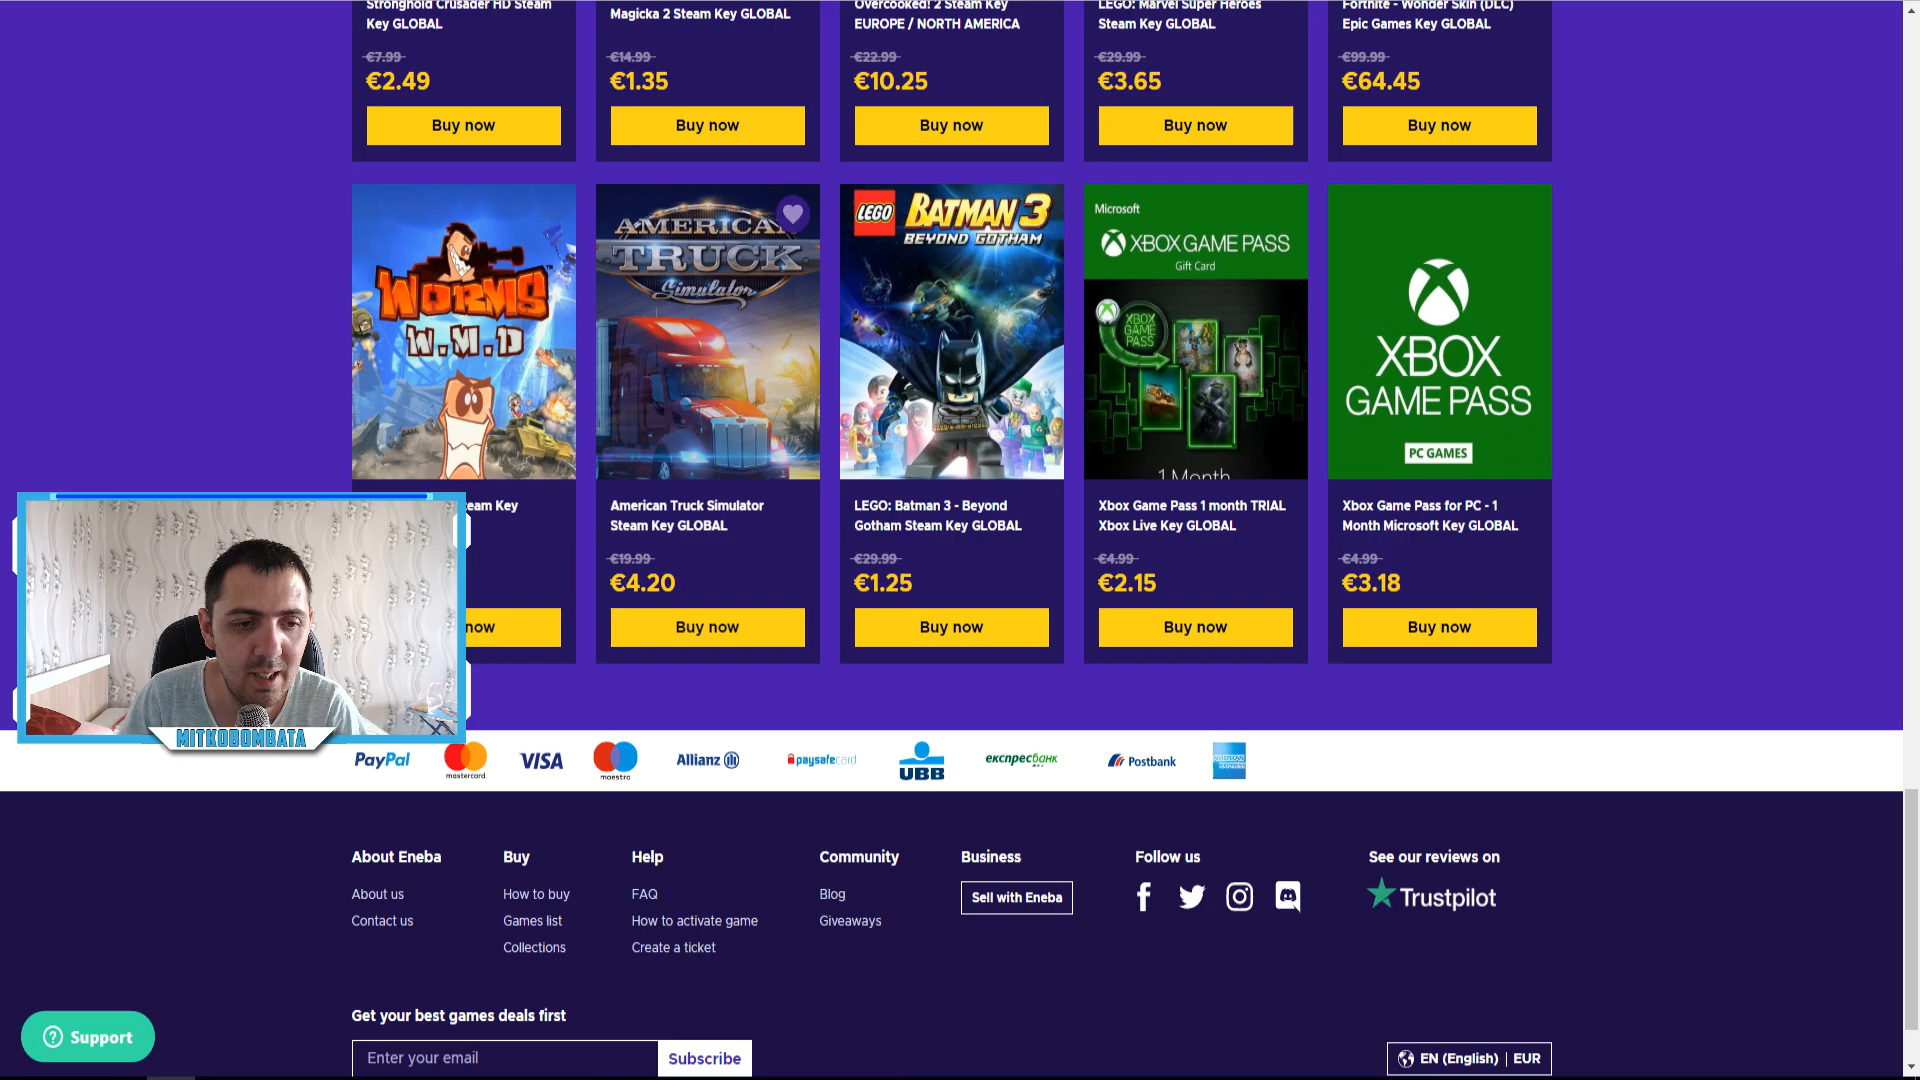 Stronghold Crusader HD Steam
Key GLOBAL
€7.99
€2.49
Buy now
Magicka 2 Steam Key GLOBAL
€14.99
€1.35
Buy now
Overcooked! 2 Steam Key
EUROPE / NORTH AMERICA
€22.99
€10.25
Buy now
LEGO: Marvel Super Heroes
Steam Key GLOBAL
€29.99
€3.65
Buy now
Fortnite - Wonder Skin (DLC)
Epic Games Key GLOBAL
€99.99
€64.45
Buy now
WORMS
W.M.D
eam Key
now
AMERICAN
TRUCK
Simulator
American Truck Simulator
Steam Key GLOBAL
€19.99
€4.20
Buy now
LEGO
BATMAN 3
BEYOND GOTHAM
LEGO: Batman 3 - Beyond
Gotham Steam Key GLOBAL
€29.99
€1.25
Buy now
Microsoft
XBOX GAME PASS
Gift Card
XBOX
GAME
PASS
1 Month
Xbox Game Pass 1 month TRIAL
Xbox Live Key GLOBAL
€4.99
€2.15
Buy now
XBOX
GAME PASS
PC GAMES
Xbox Game Pass for PC - 1
Month Microsoft Key GLOBAL
€4.99
€3.18
Buy now
MITKOBOMBATA
PayPal
mastercard.
VISA
maestro
Allianz
paysafecard
UBB
експресбанк
Postbank
AMERICAN
EXPRESS
About Eneba
About us
Contact us
Buy
How to buy
Games list
Collections
Help
FAQ
How to activate game
Create a ticket
Community
Blog
Giveaways
Business
Sell with Eneba
Follow us
See our reviews on
Trustpilot
Get your best games deals first
Enter your email
Subscribe
Support
EN (English) | EUR